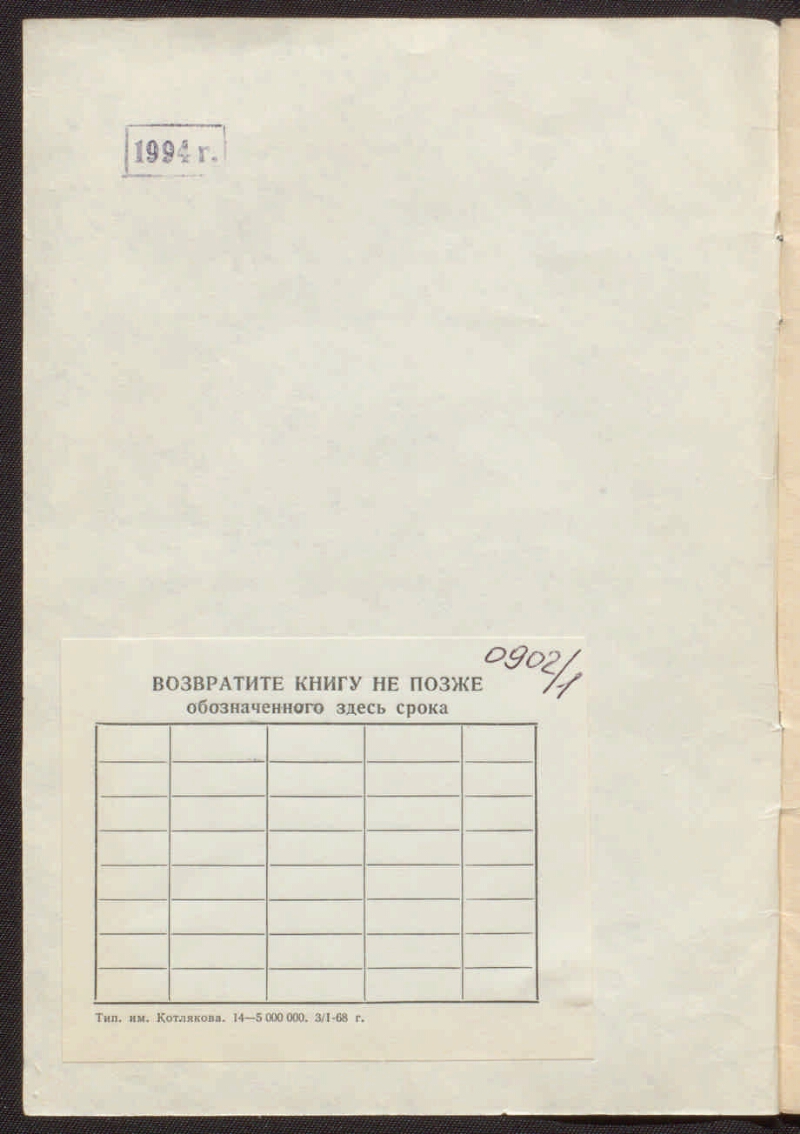 1994 г.
0902/1
ВОЗВРАТИТЕ КНИГУ НЕ ПОЗЖЕ
обозначенного здесь срока
Тип. им. Котлякова. 14—5 000 000. 3/I-68 г.